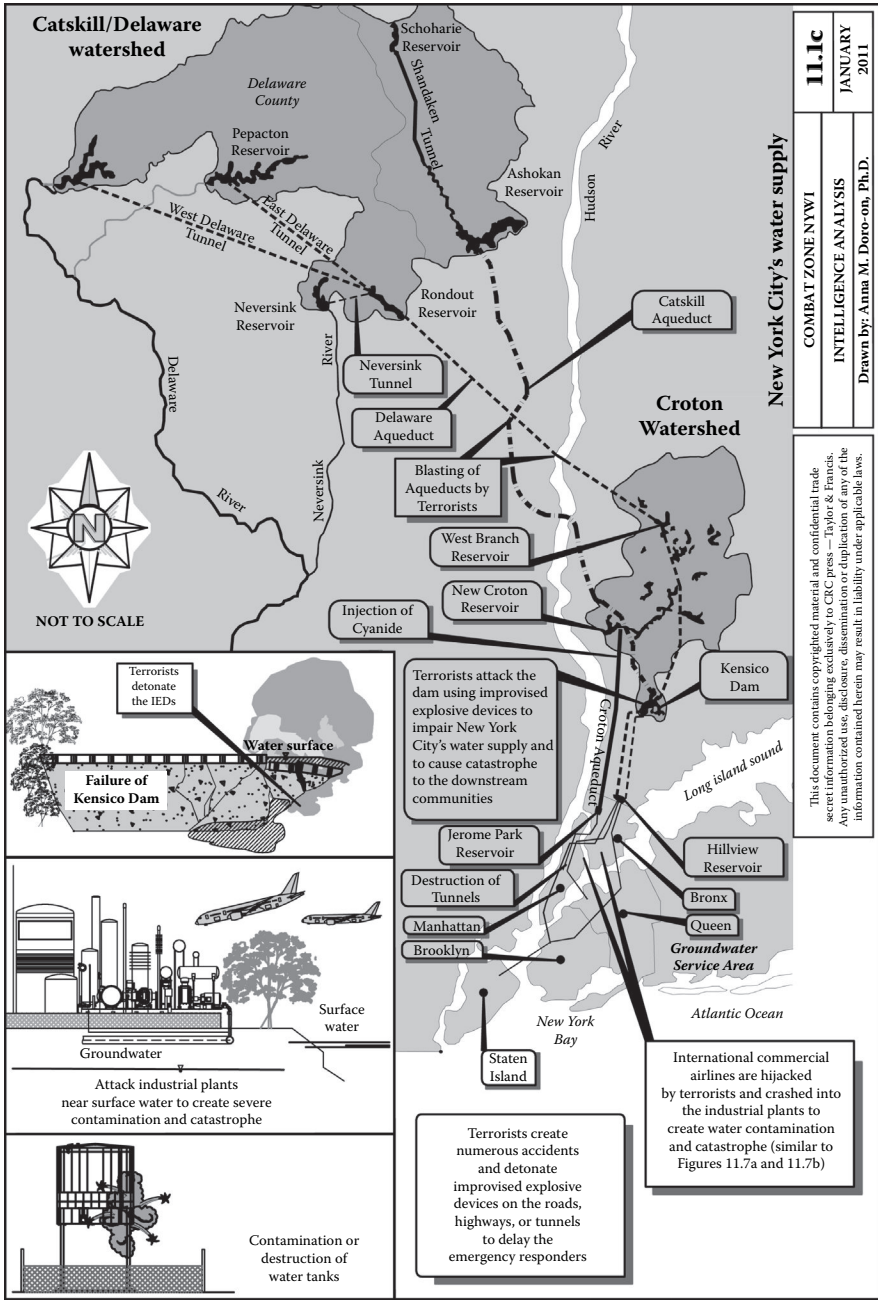 Catskill/Delaware
watershed
Schoharie
Reservoir
Shandaken
Tunnel
Delaware
County
Pepacton
Reservoir
Ashokan
Reservoir
Hudson
River
West Delaware
Tunnel
East Delaware
Tunnel
Neversink
Reservoir
Rondout
Reservoir
Catskill
Aqueduct
River
Neversink
Neversink
Tunnel
Delaware
River
Delaware
Aqueduct
Croton
Watershed
Blasting of
Aqueducts by
Terrorists
N
NOT TO SCALE
West Branch
Reservoir
New Croton
Reservoir
Injection of
Cyanide
Kensico
Dam
Terrorists attack the
dam using improvised
explosive devices to
impair New York
City's water supply and
to cause catastrophe
to the downstream
communities
Croton Aqueduct
Long island sound
Jerome Park
Reservoir
Hillview
Reservoir
Destruction of
Tunnels
Bronx
Manhattan
Queen
Brooklyn
Groundwater
Service Area
New York
Bay
Atlantic Ocean
Staten
Island
International commercial
airlines are hijacked
by terrorists and crashed into
the industrial plants to
create water contamination
and catastrophe (similar to
Figures 11.7a and 11.7b)
Terrorists create
numerous accidents
and detonate
improvised explosive
devices on the roads,
highways, or tunnels
to delay the
emergency responders
Terrorists
detonate
the IEDs
Water surface
Failure of
Kensico Dam
Surface
water
Groundwater
Attack industrial plants
near surface water to create severe
contamination and catastrophe
Contamination or
destruction of
water tanks
New York City's water supply
11.1c
JANUARY
2011
COMBAT ZONE NYWI
INTELLIGENCE ANALYSIS
Drawn by: Anna M. Doro-on, Ph.D.
This document contains copyrighted material and confidential trade
secret information belonging exclusively to CRC press — Taylor & Francis.
Any unauthorized use, disclosure, dissemination or duplication of any of the
information contained herein may result in liability under applicable laws.